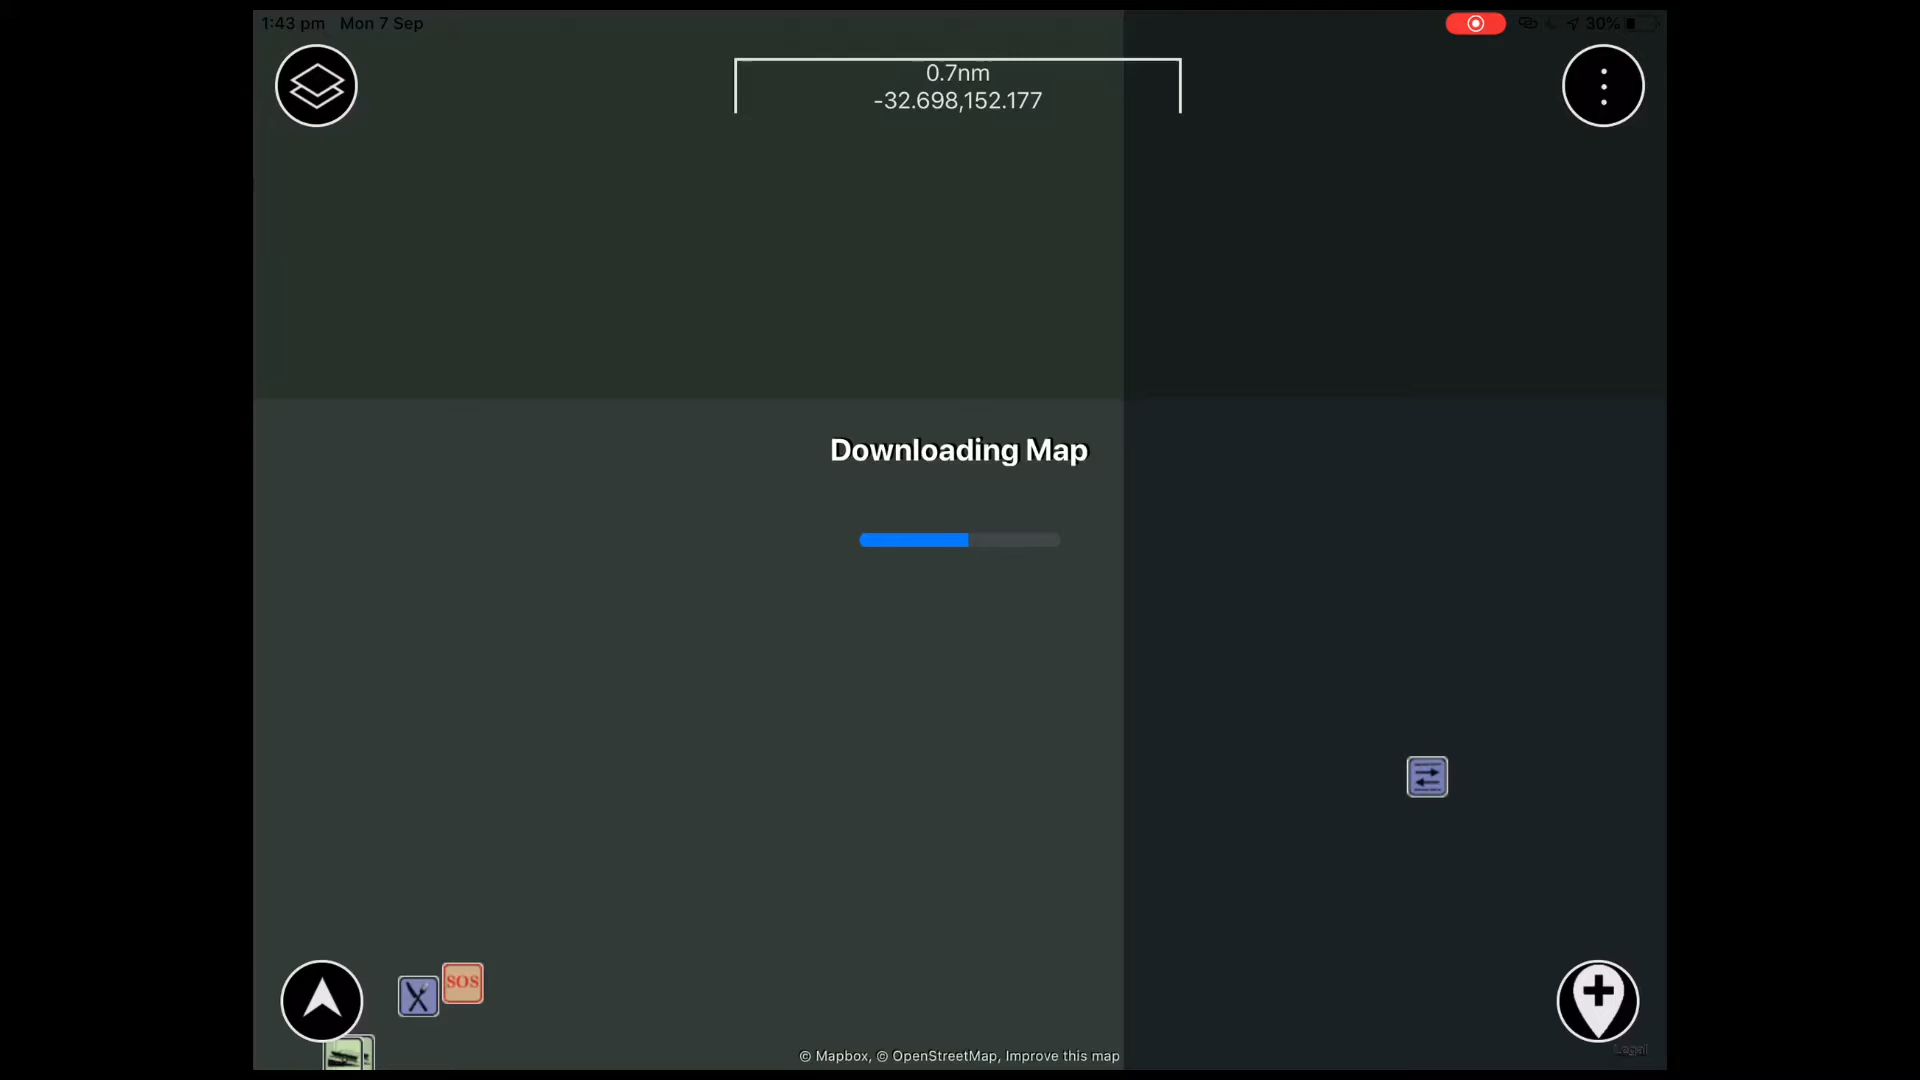 1:43 pm Mon 7 Sep
30%
0.7nm
-32.698,152.177
Downloading Map
SOS
© Mapbox, © OpenStreetMap, Improve this map
Legal